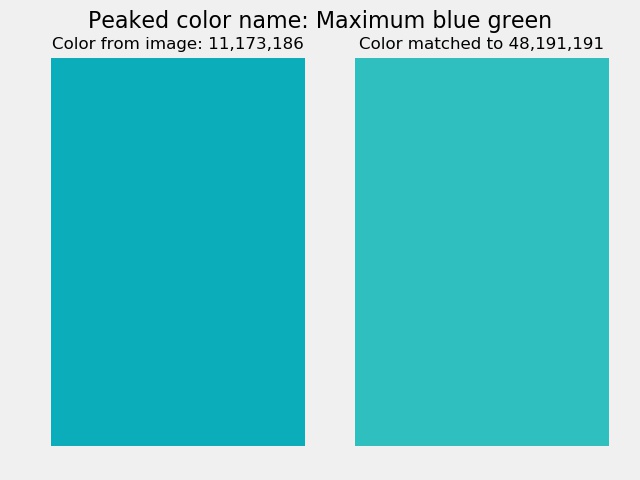 Peaked color name: Maximum blue green
Color from image: 11,173,186
Color matched to 48,191,191